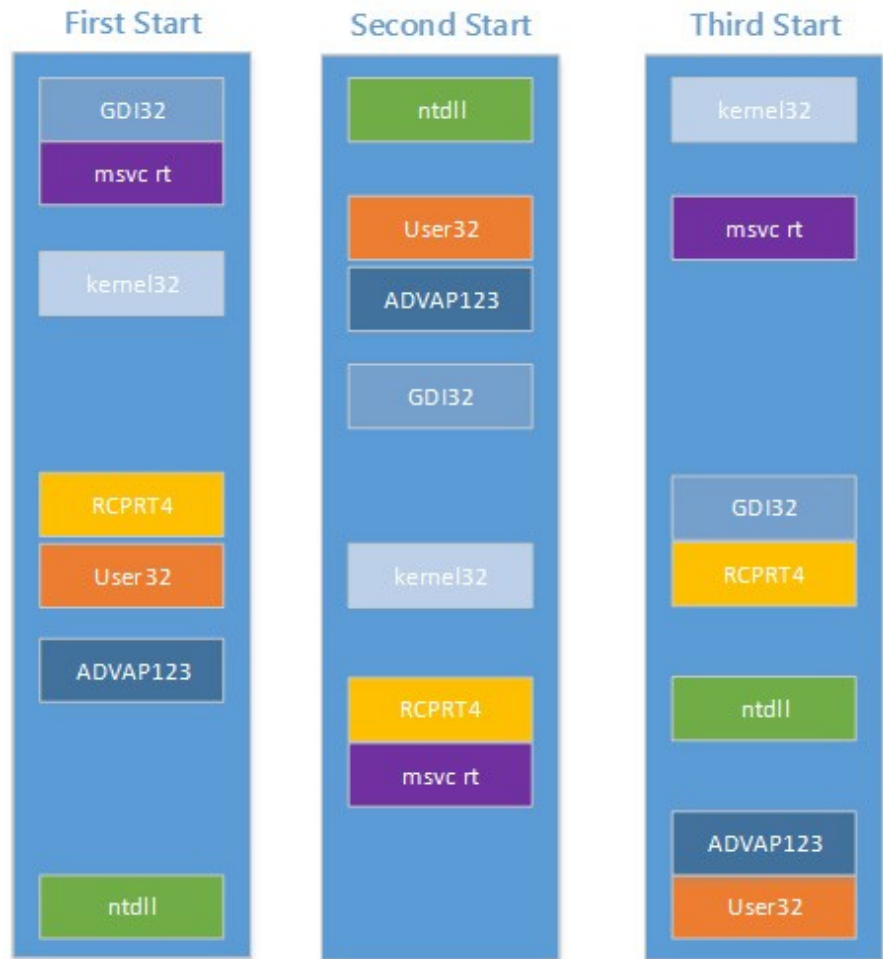 First Start
GDI32
msvc rt
kernel32
RCPRT4
User32
ADVAP123
ntdll
Second Start
ntdll
User32
ADVAP123
GDI32
kernel32
RCPRT4
msvc rt
Third Start
kernel32
msvc rt
GDI32
RCPRT4
ntdll
ADVAP123
User32